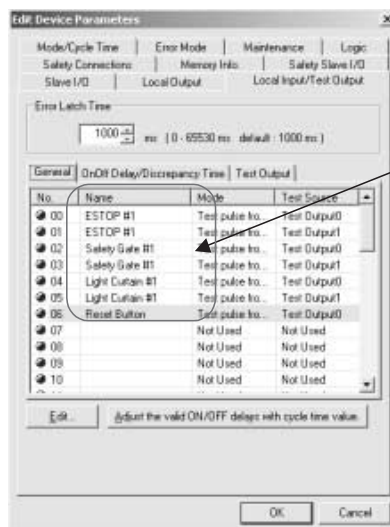 Edit Device Parameters
Mode/Cycle Time Error Mode Maintenance Logic
Safety Connections Memory Info. Safety Slave I/O
Slave I/O Local Output Local Input/Test Output
Error Latch Time
1000 ms ( 0 - 65530 ms default : 1000 ms )
General On/Off Delay/Discrepancy Time Test Output
No. Name Mode Test Source
00 ESTOP #1 Test pulse fro... Test Output0
01 ESTOP #1 Test pulse fro... Test Output1
02 Safety Gate #1 Test pulse fro... Test Output0
03 Safety Gate #1 Test pulse fro... Test Output1
04 Light Curtain #1 Test pulse fro... Test Output0
05 Light Curtain #1 Test pulse fro... Test Output1
06 Reset Button Test pulse fro... Test Output0
07 Not Used Not Used
08 Not Used Not Used
09 Not Used Not Used
10 Not Used Not Used
Edit... Adjust the valid ON/OFF delays with cycle time value.
OK Cancel